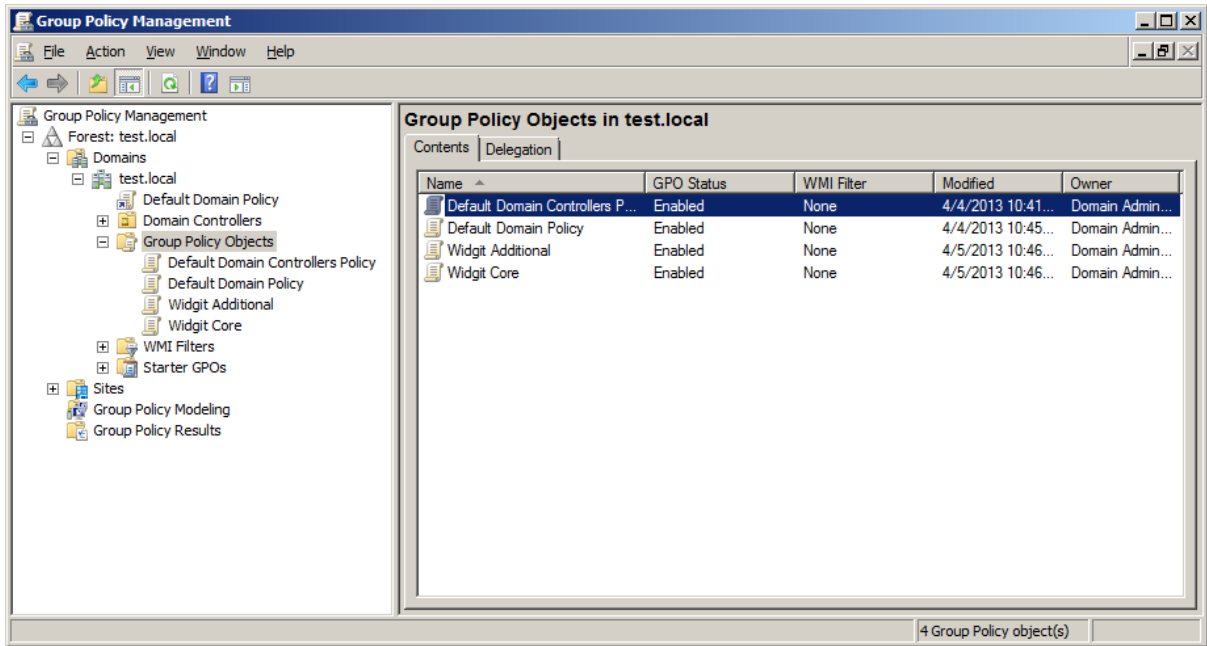 Group Policy Management
File Action View Window Help
Group Policy Management
Forest: test.local
Domains
test.local
Default Domain Policy
Domain Controllers
Group Policy Objects
Default Domain Controllers Policy
Default Domain Policy
Widgit Additional
Widgit Core
WMI Filters
Starter GPOs
Sites
Group Policy Modeling
Group Policy Results
Group Policy Objects in test.local
Contents Delegation
Name GPO Status WMI Filter Modified Owner
Default Domain Controllers P... Enabled None 4/4/2013 10:41... Domain Admin...
Default Domain Policy Enabled None 4/4/2013 10:45... Domain Admin...
Widgit Additional Enabled None 4/5/2013 10:46... Domain Admin...
Widgit Core Enabled None 4/5/2013 10:46... Domain Admin...
4 Group Policy object(s)